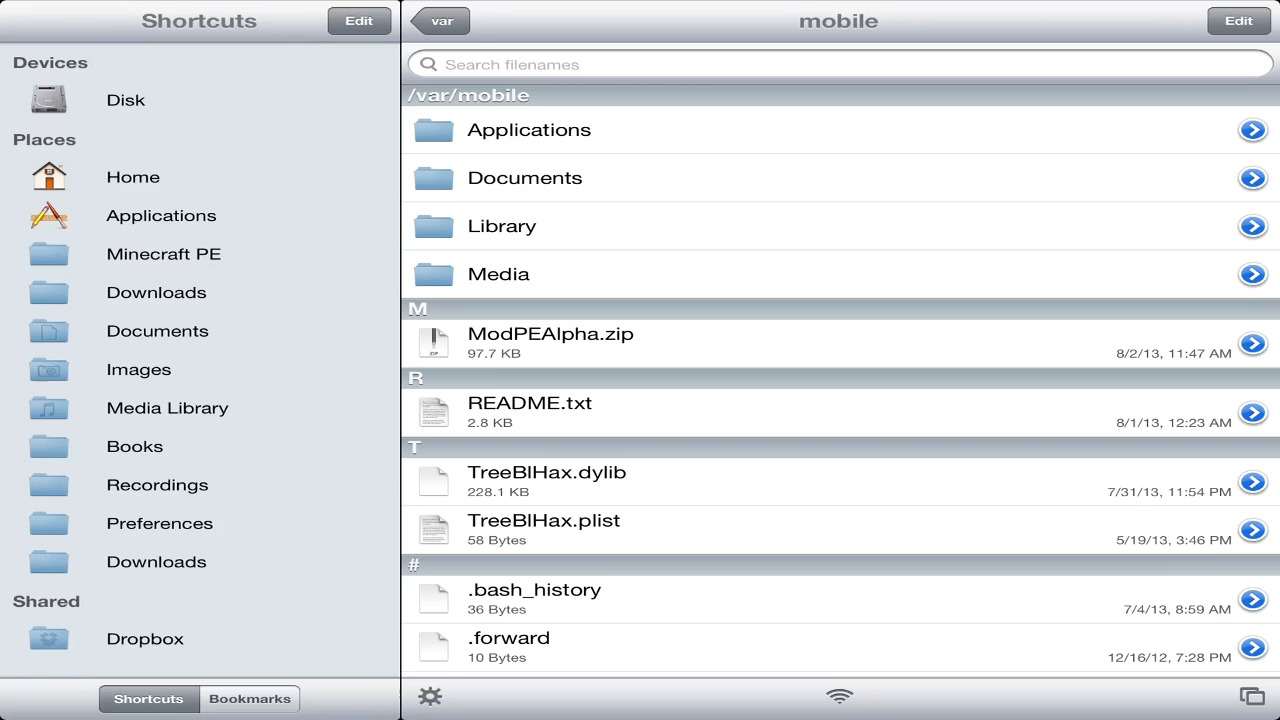 Shortcuts
Edit
Devices
Disk
Places
Home
Applications
Minecraft PE
Downloads
Documents
Images
Media Library
Books
Recordings
Preferences
Downloads
Shared
Dropbox
Shortcuts
Bookmarks
var
mobile
Edit
Search filenames
/var/mobile
Applications
Documents
Library
Media
M
ModPEAlpha.zip
97.7 KB
8/2/13, 11:47 AM
R
README.txt
2.8 KB
8/1/13, 12:23 AM
T
TreeBlHax.dylib
228.1 KB
7/31/13, 11:54 PM
TreeBlHax.plist
58 Bytes
5/19/13, 3:46 PM
#
.bash_history
36 Bytes
7/4/13, 8:59 AM
.forward
10 Bytes
12/16/12, 7:28 PM